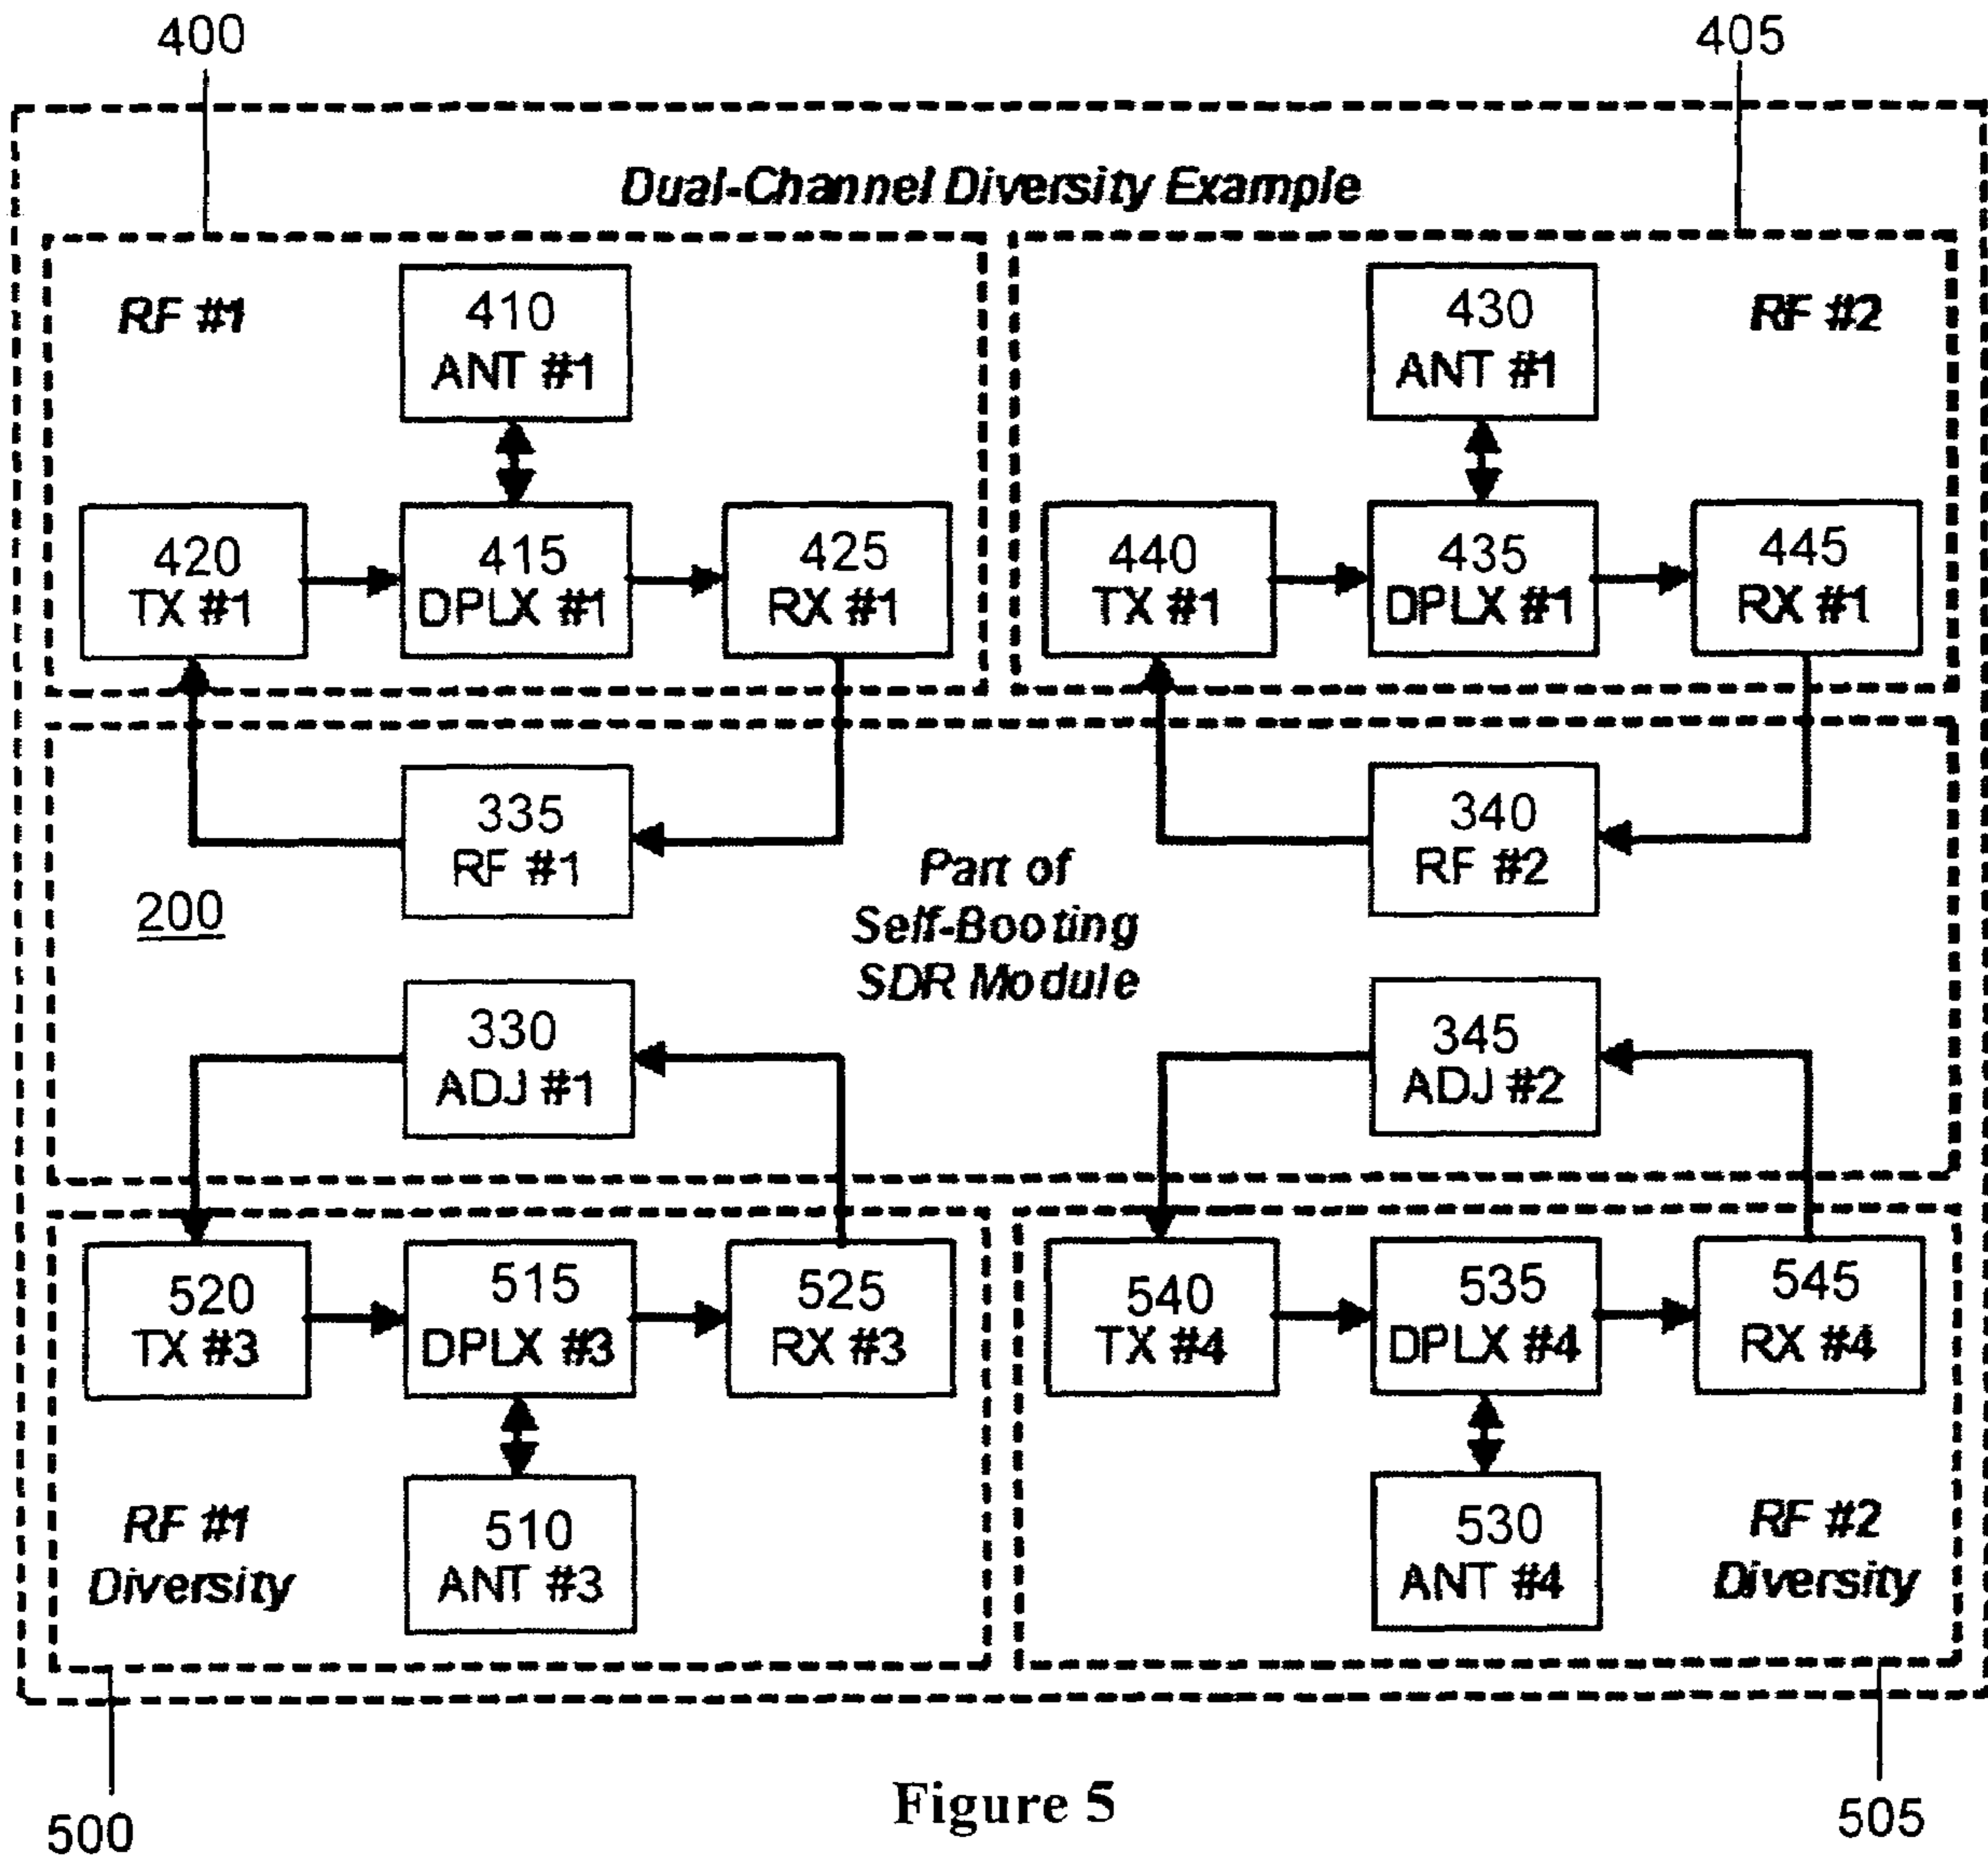 400
405
Dual-Channel Diversity Example
RF #1
410
ANT #1
430
ANT #1
RF #2
420
TX #1
415
DPLX #1
425
RX #1
440
TX #1
435
DPLX #1
445
RX #1
335
RF #1
340
RF #2
200
Part of
Self-Booting
SDR Module
330
ADJ #1
345
ADJ #2
520
TX #3
515
DPLX #3
525
RX #3
540
TX #4
535
DPLX #4
545
RX #4
RF #1
Diversity
510
ANT #3
530
ANT #4
RF #2
Diversity
500
Figure 5
505